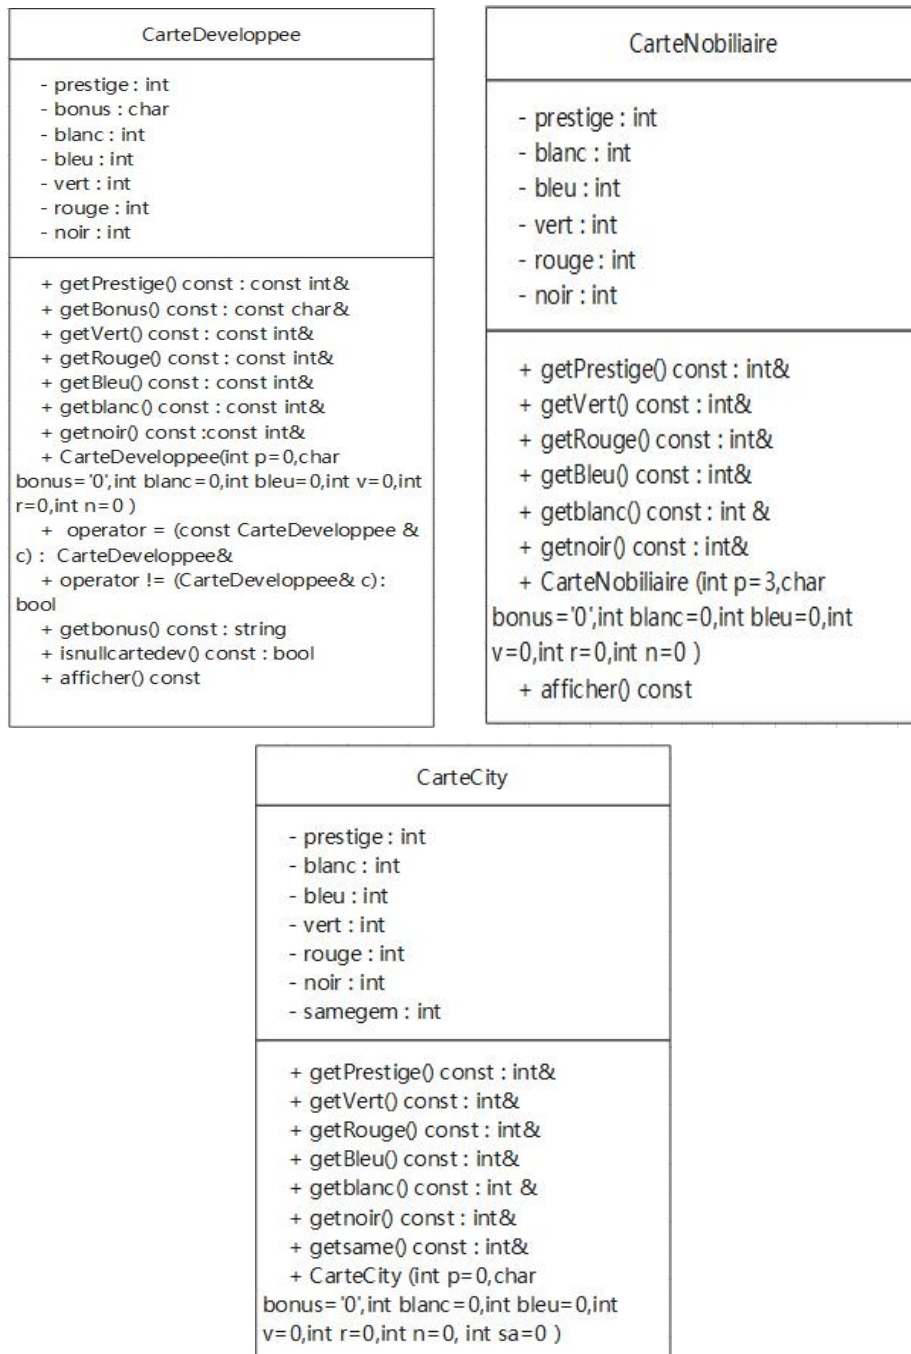 CarteDeveloppee
- prestige : int
- bonus : char
- blanc : int
- bleu : int
- vert : int
- rouge : int
- noir : int
+ getPrestige() const : const int&
+ getBonus() const : const char&
+ getVert() const : const int&
+ getRouge() const : const int&
+ getBleu() const : const int&
+ getblanc() const : const int&
+ getnoir() const :const int&
+ CarteDeveloppee(int p=0,char
bonus='0',int blanc=0,int bleu=0,int v=0,int
r=0,int n=0 )
+ operator = (const CarteDeveloppee &
c) : CarteDeveloppee&
+ operator != (CarteDeveloppee& c):
bool
+ getbonus() const : string
+ isnullcartedev() const : bool
+ afficher() const
CarteNobiliaire
- prestige : int
- blanc : int
- bleu : int
- vert : int
- rouge : int
- noir : int
+ getPrestige() const : int&
+ getVert() const : int&
+ getRouge() const : int&
+ getBleu() const : int&
+ getblanc() const : int &
+ getnoir() const : int&
+ CarteNobiliaire (int p=3,char
bonus='0',int blanc=0,int bleu=0,int
v=0,int r=0,int n=0 )
+ afficher() const
CarteCity
- prestige : int
- blanc : int
- bleu : int
- vert : int
- rouge : int
- noir : int
- samegem : int
+ getPrestige() const : int&
+ getVert() const : int&
+ getRouge() const : int&
+ getBleu() const : int&
+ getblanc() const : int &
+ getnoir() const : int&
+ getsame() const : int&
+ CarteCity (int p=0,char
bonus='0',int blanc=0,int bleu=0,int
v=0,int r=0,int n=0, int sa=0 )